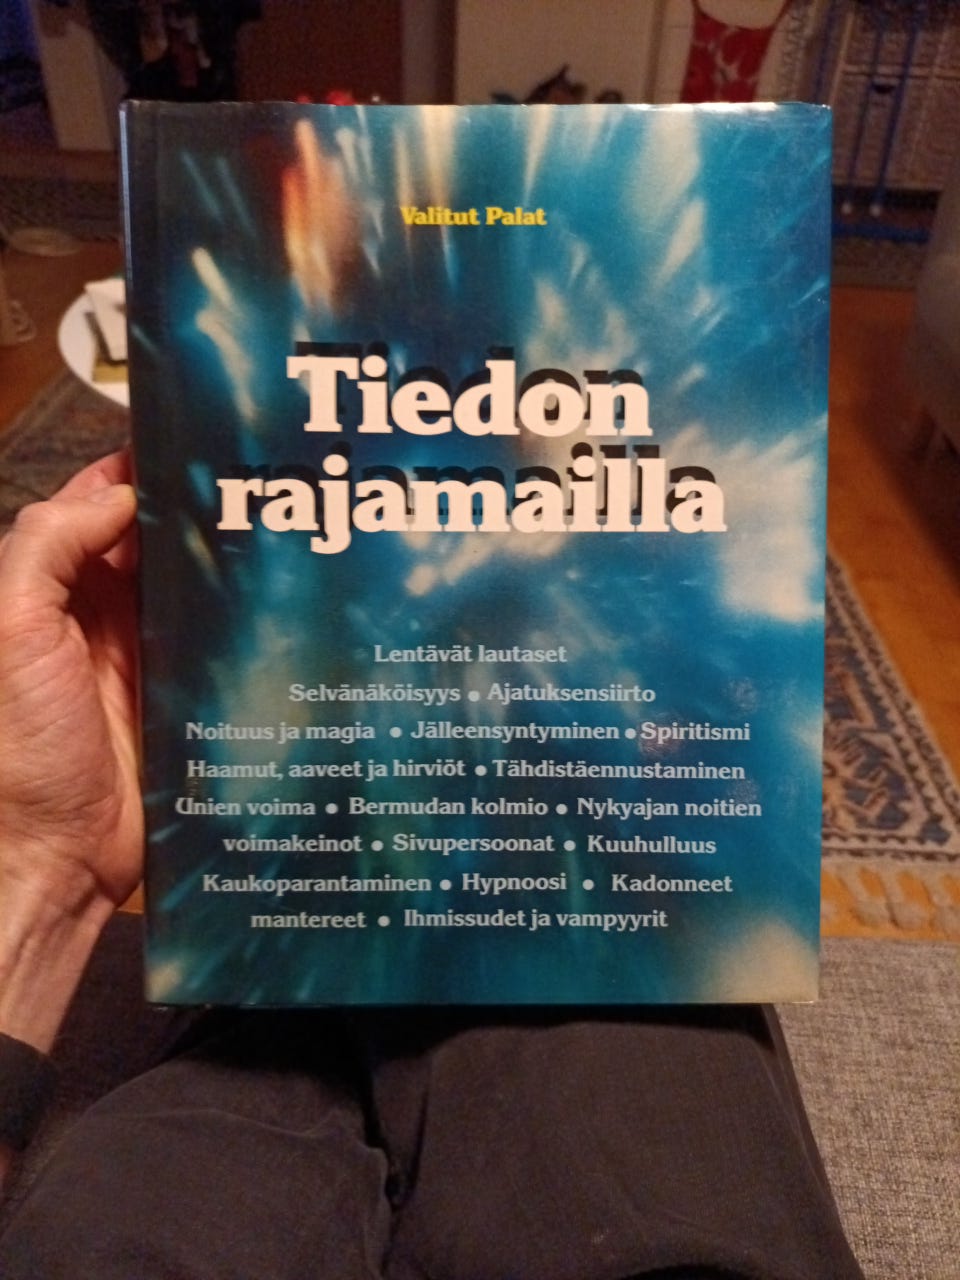 Valitut Palat
Tiedon
rajamailla
Lentävät lautaset
Selvänäköisyys • Ajatuksensiirto
Noituus ja magia • Jälleensyntyminen • Spiritismi
Haamut, aaveet ja hirviöt • Tähdistäennustaminen
Unien voima • Bermudan kolmio • Nykyajan noitien
voimakeinot • Sivupersoonat • Kuuhulluus
Kaukoparantaminen • Hypnoosi • Kadonneet
mantereet • Ihmissudet ja vampyyrit